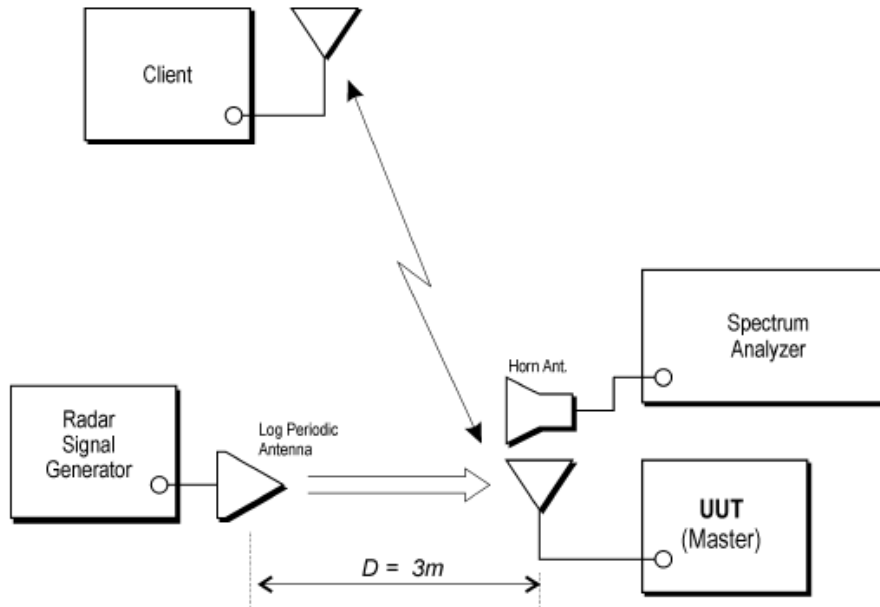 Client
Spectrum
Analyzer
Horn Ant.
Radar
Signal
Generator
Log Periodic
Antenna
UUT
(Master)
D = 3m